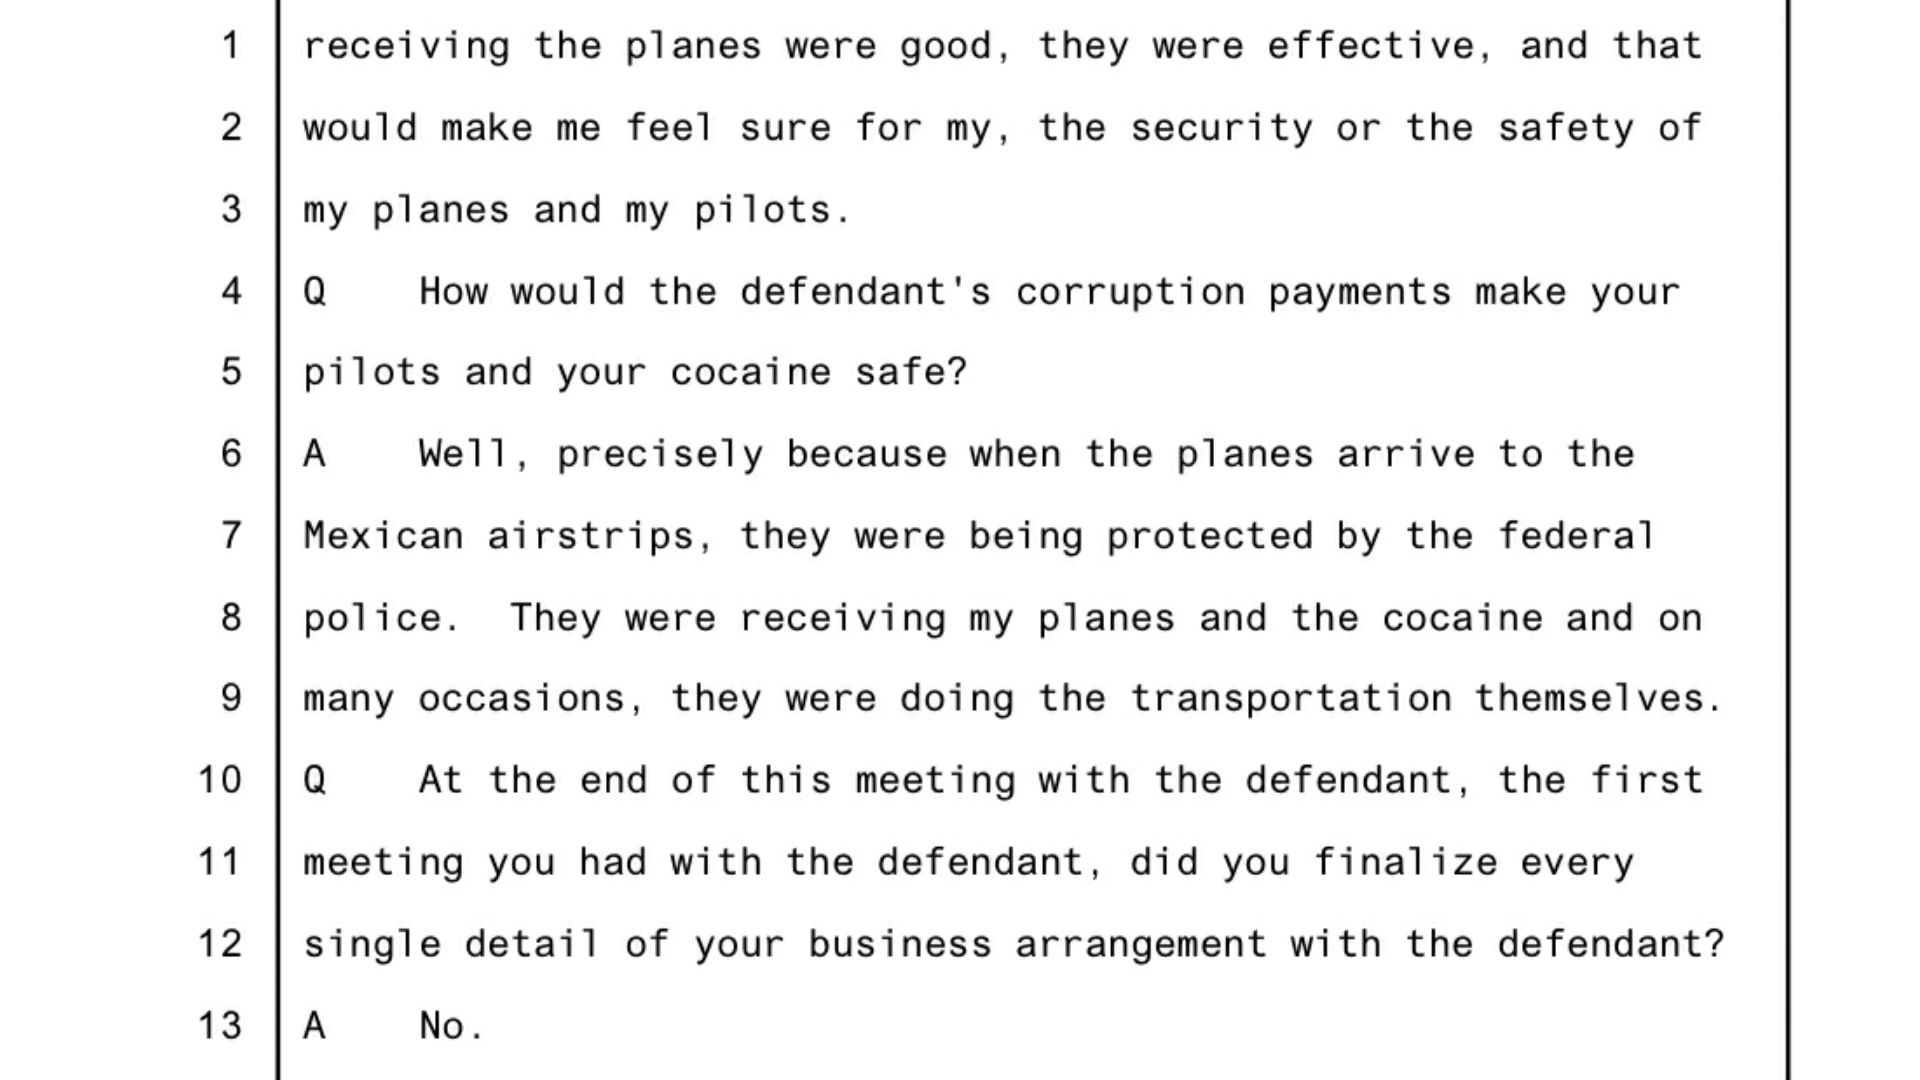 1 receiving the planes were good, they were effective, and that
2 would make me feel sure for my, the security or the safety of
3 my planes and my pilots.
4 Q How would the defendant's corruption payments make your
5 pilots and your cocaine safe?
6 A Well, precisely because when the planes arrive to the
7 Mexican airstrips, they were being protected by the federal
8 police. They were receiving my planes and the cocaine and on
9 many occasions, they were doing the transportation themselves.
10 Q At the end of this meeting with the defendant, the first
11 meeting you had with the defendant, did you finalize every
12 single detail of your business arrangement with the defendant?
13 A No.